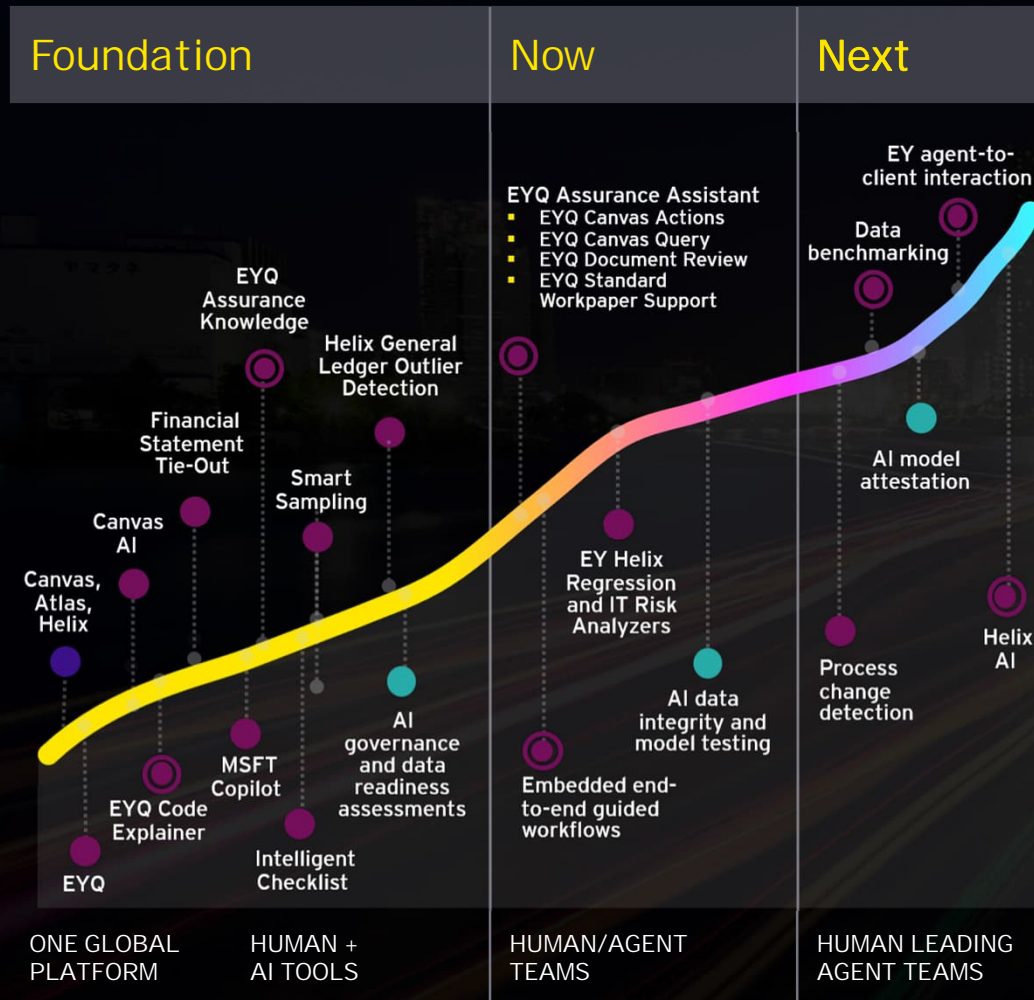 Foundation
Now
Next
EY agent-to-
client interaction
EYQ Assurance Assistant
▪ EYQ Canvas Actions
▪ EYQ Canvas Query
▪ EYQ Document Review
▪ EYQ Standard
Workpaper Support
Data
benchmarking
EYQ
Assurance
Knowledge
Helix General
Ledger Outlier
Detection
Financial
Statement
Tie-Out
Smart
Sampling
Canvas
AI
Canvas,
Atlas,
Helix
AI model
attestation
EY Helix
Regression
and IT Risk
Analyzers
Helix
AI
Process
change
detection
AI data
integrity and
model testing
AI
governance
and data
readiness
assessments
MSFT
Copilot
EYQ Code
Explainer
Embedded end-
to-end guided
workflows
Intelligent
Checklist
EYQ
ONE GLOBAL
PLATFORM
HUMAN +
AI TOOLS
HUMAN/AGENT
TEAMS
HUMAN LEADING
AGENT TEAMS